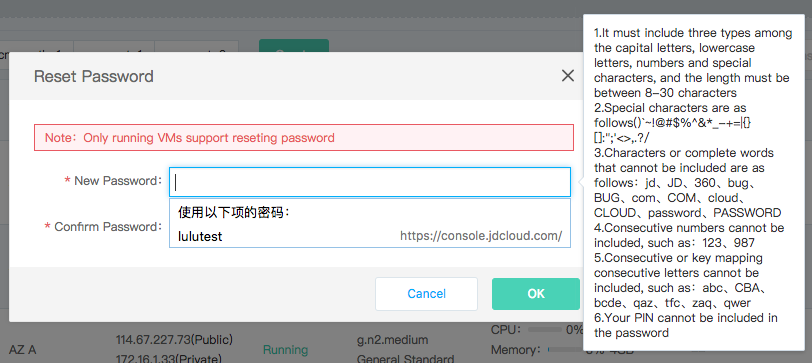 Reset Password
Note：Only running VMs support reseting password
* New Password：
使用以下项的密码：
* Confirm Password：
lulutest https://console.jdcloud.com/
Cancel OK
1.It must include three types among
the capital letters, lowercase
letters, numbers and special
characters, and the length must be
between 8-30 characters
2.Special characters are as
follows()`~!@#$%^&*_-+=|{}
[]:";'<>,.?/
3.Characters or complete words
that cannot be included are as
follows：jd、JD、360、bug、
BUG、com、COM、cloud、
CLOUD、password、PASSWORD
4.Consecutive numbers cannot be
included, such as：123、987
5.Consecutive or key mapping
consecutive letters cannot be
included, such as：abc、CBA、
bcde、qaz、tfc、zaq、qwer
6.Your PIN cannot be included in
the password
AZ A
114.67.227.73(Public)
172.16.1.33(Private)
Running
g.n2.medium
General Standard
CPU： 0%
Memory： 0% 4GB